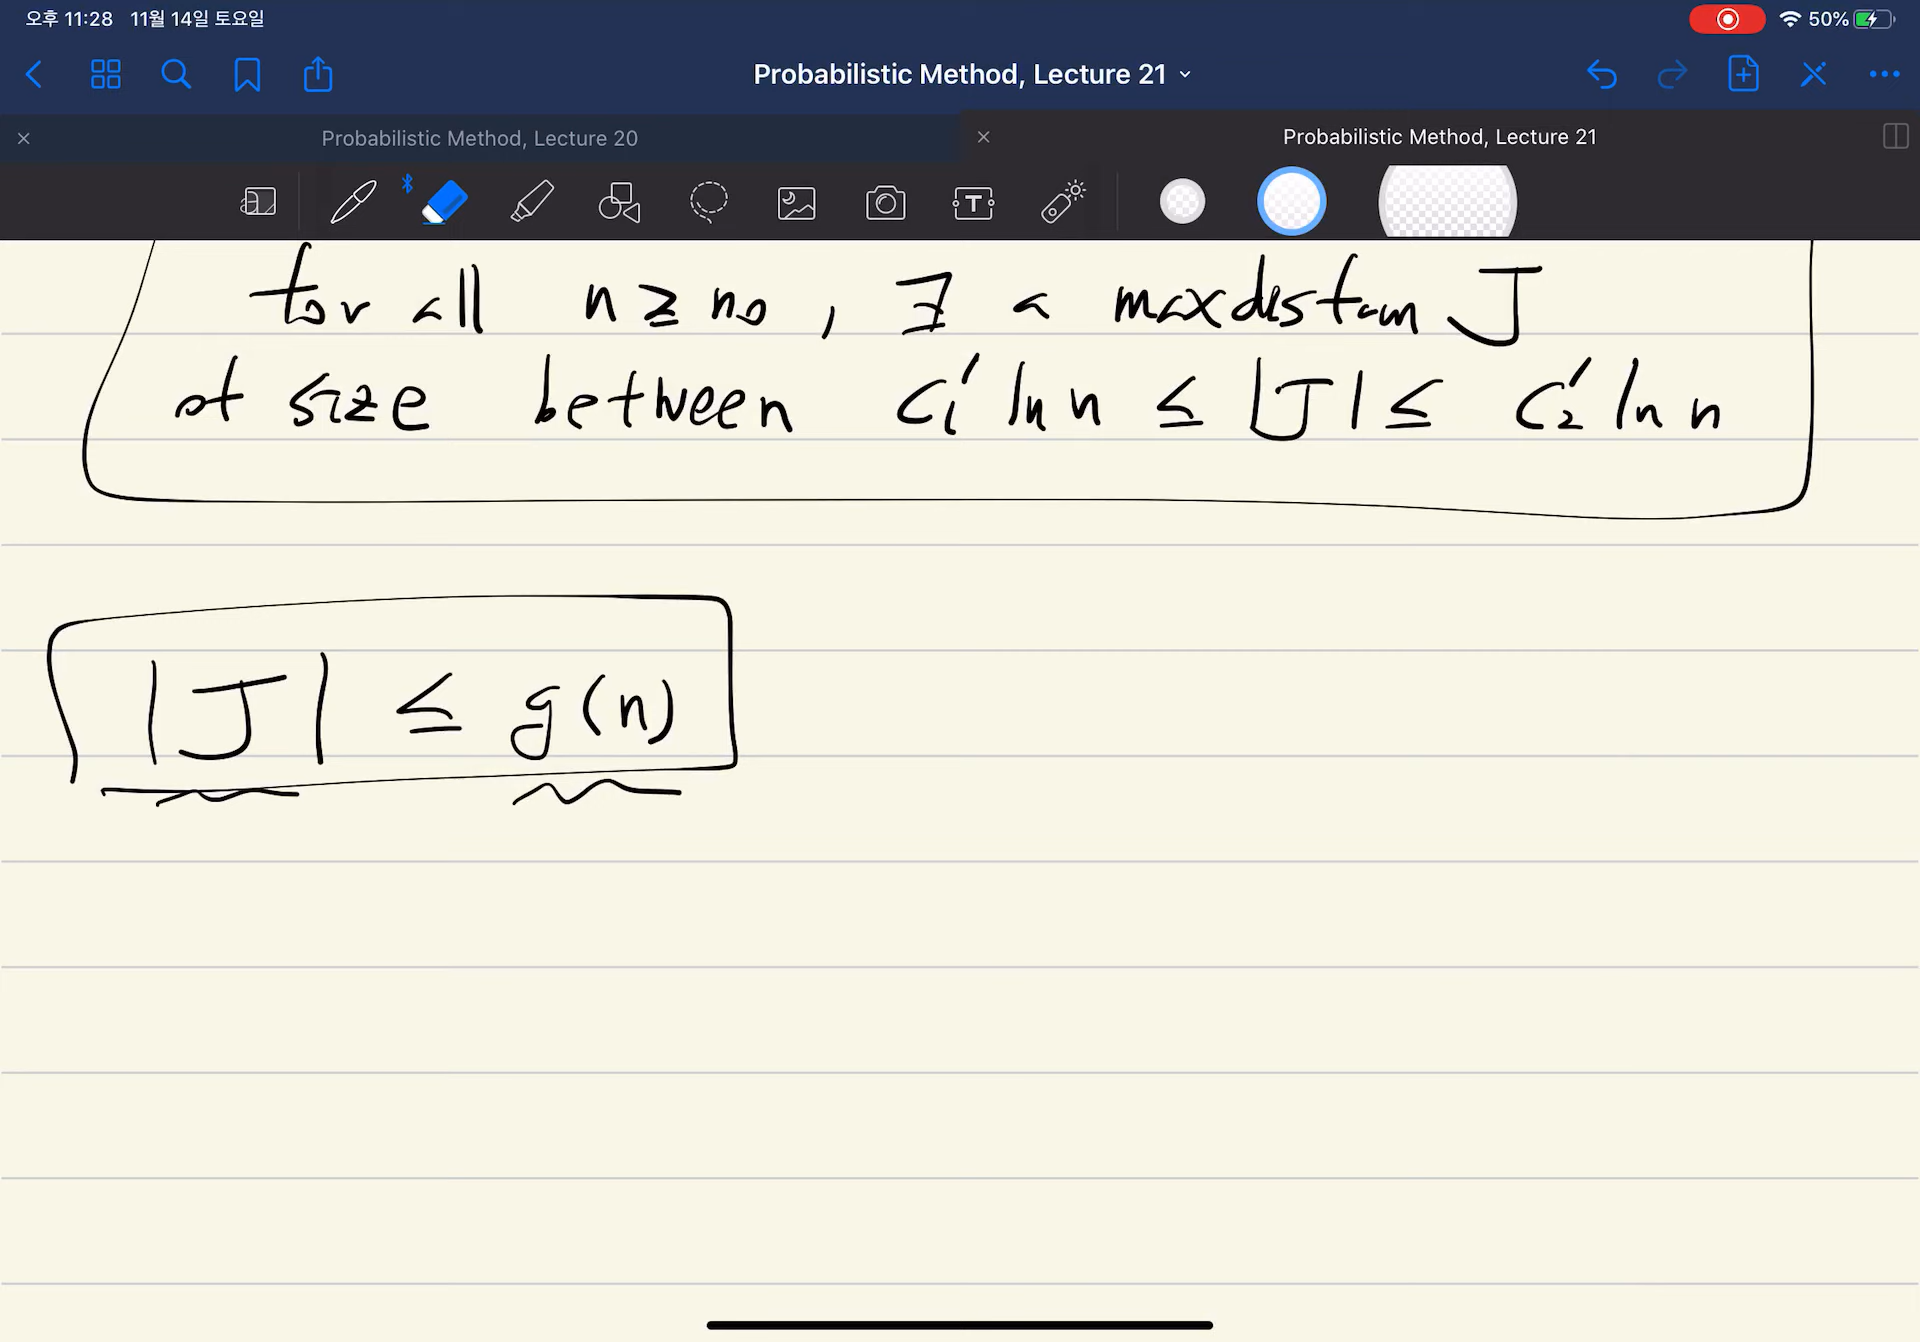 오후 11:28 11월 14일 토요일
50%
Probabilistic Method, Lecture 21
Probabilistic Method, Lecture 20
Probabilistic Method, Lecture 21
for all n ≥ n₀, ∃ a maxdisfam J
of size between C₁' ln n ≤ |J| ≤ C₂' ln n
|J| ≤ g(n)